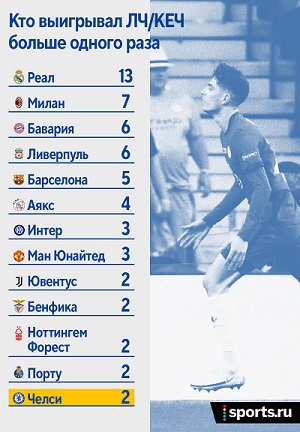 Кто выигрывал ЛЧ/КЕЧ
больше одного раза
Реал 13
Милан 7
Бавария 6
Ливерпуль 6
Барселона 5
Аякс 4
Интер 3
Ман Юнайтед 3
Ювентус 2
Бенфика 2
Ноттингем
Форест 2
Порту 2
Челси 2
sports.ru